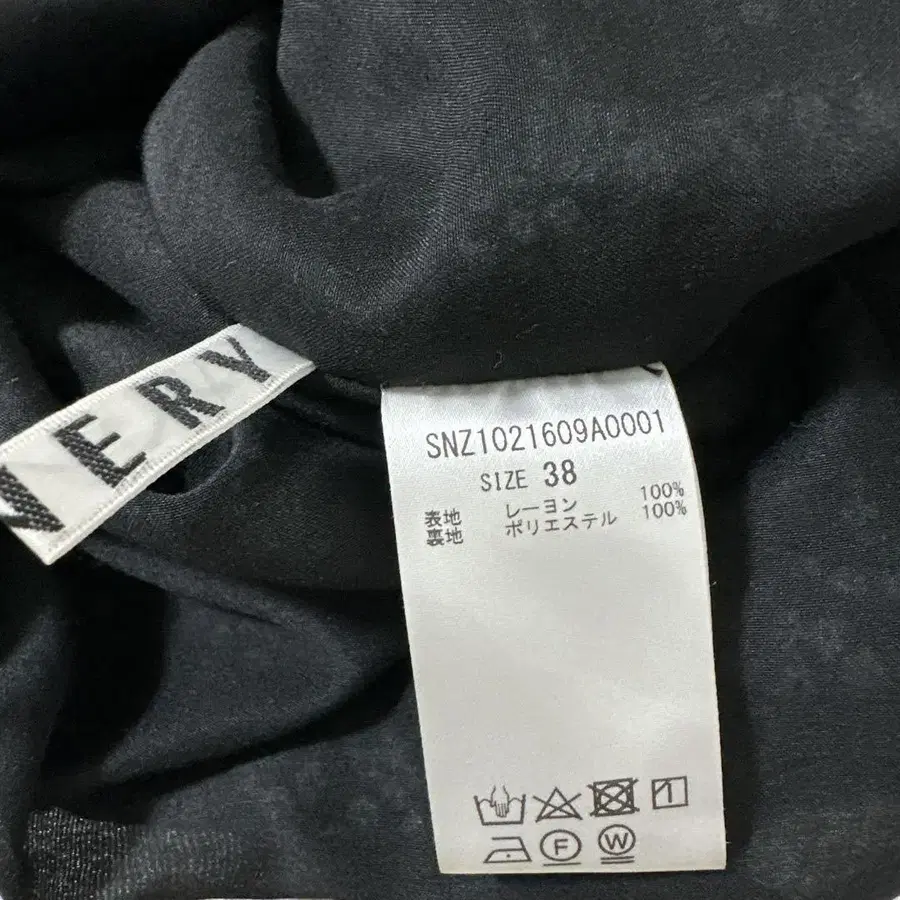 VERY
SNZ1021609A0001
SIZE 38
表地 レーヨン 100%
裏地 ポリエステル 100%
F W